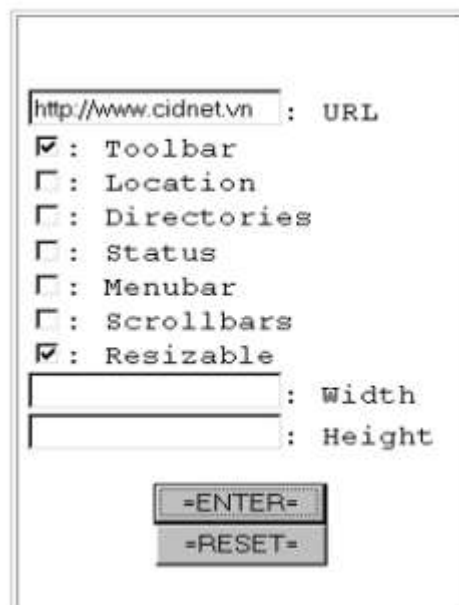 http://www.cidnet.vn : URL
: Toolbar
: Location
: Directories
: Status
: Menubar
: Scrollbars
: Resizable
: Width
: Height
=ENTER=
=RESET=